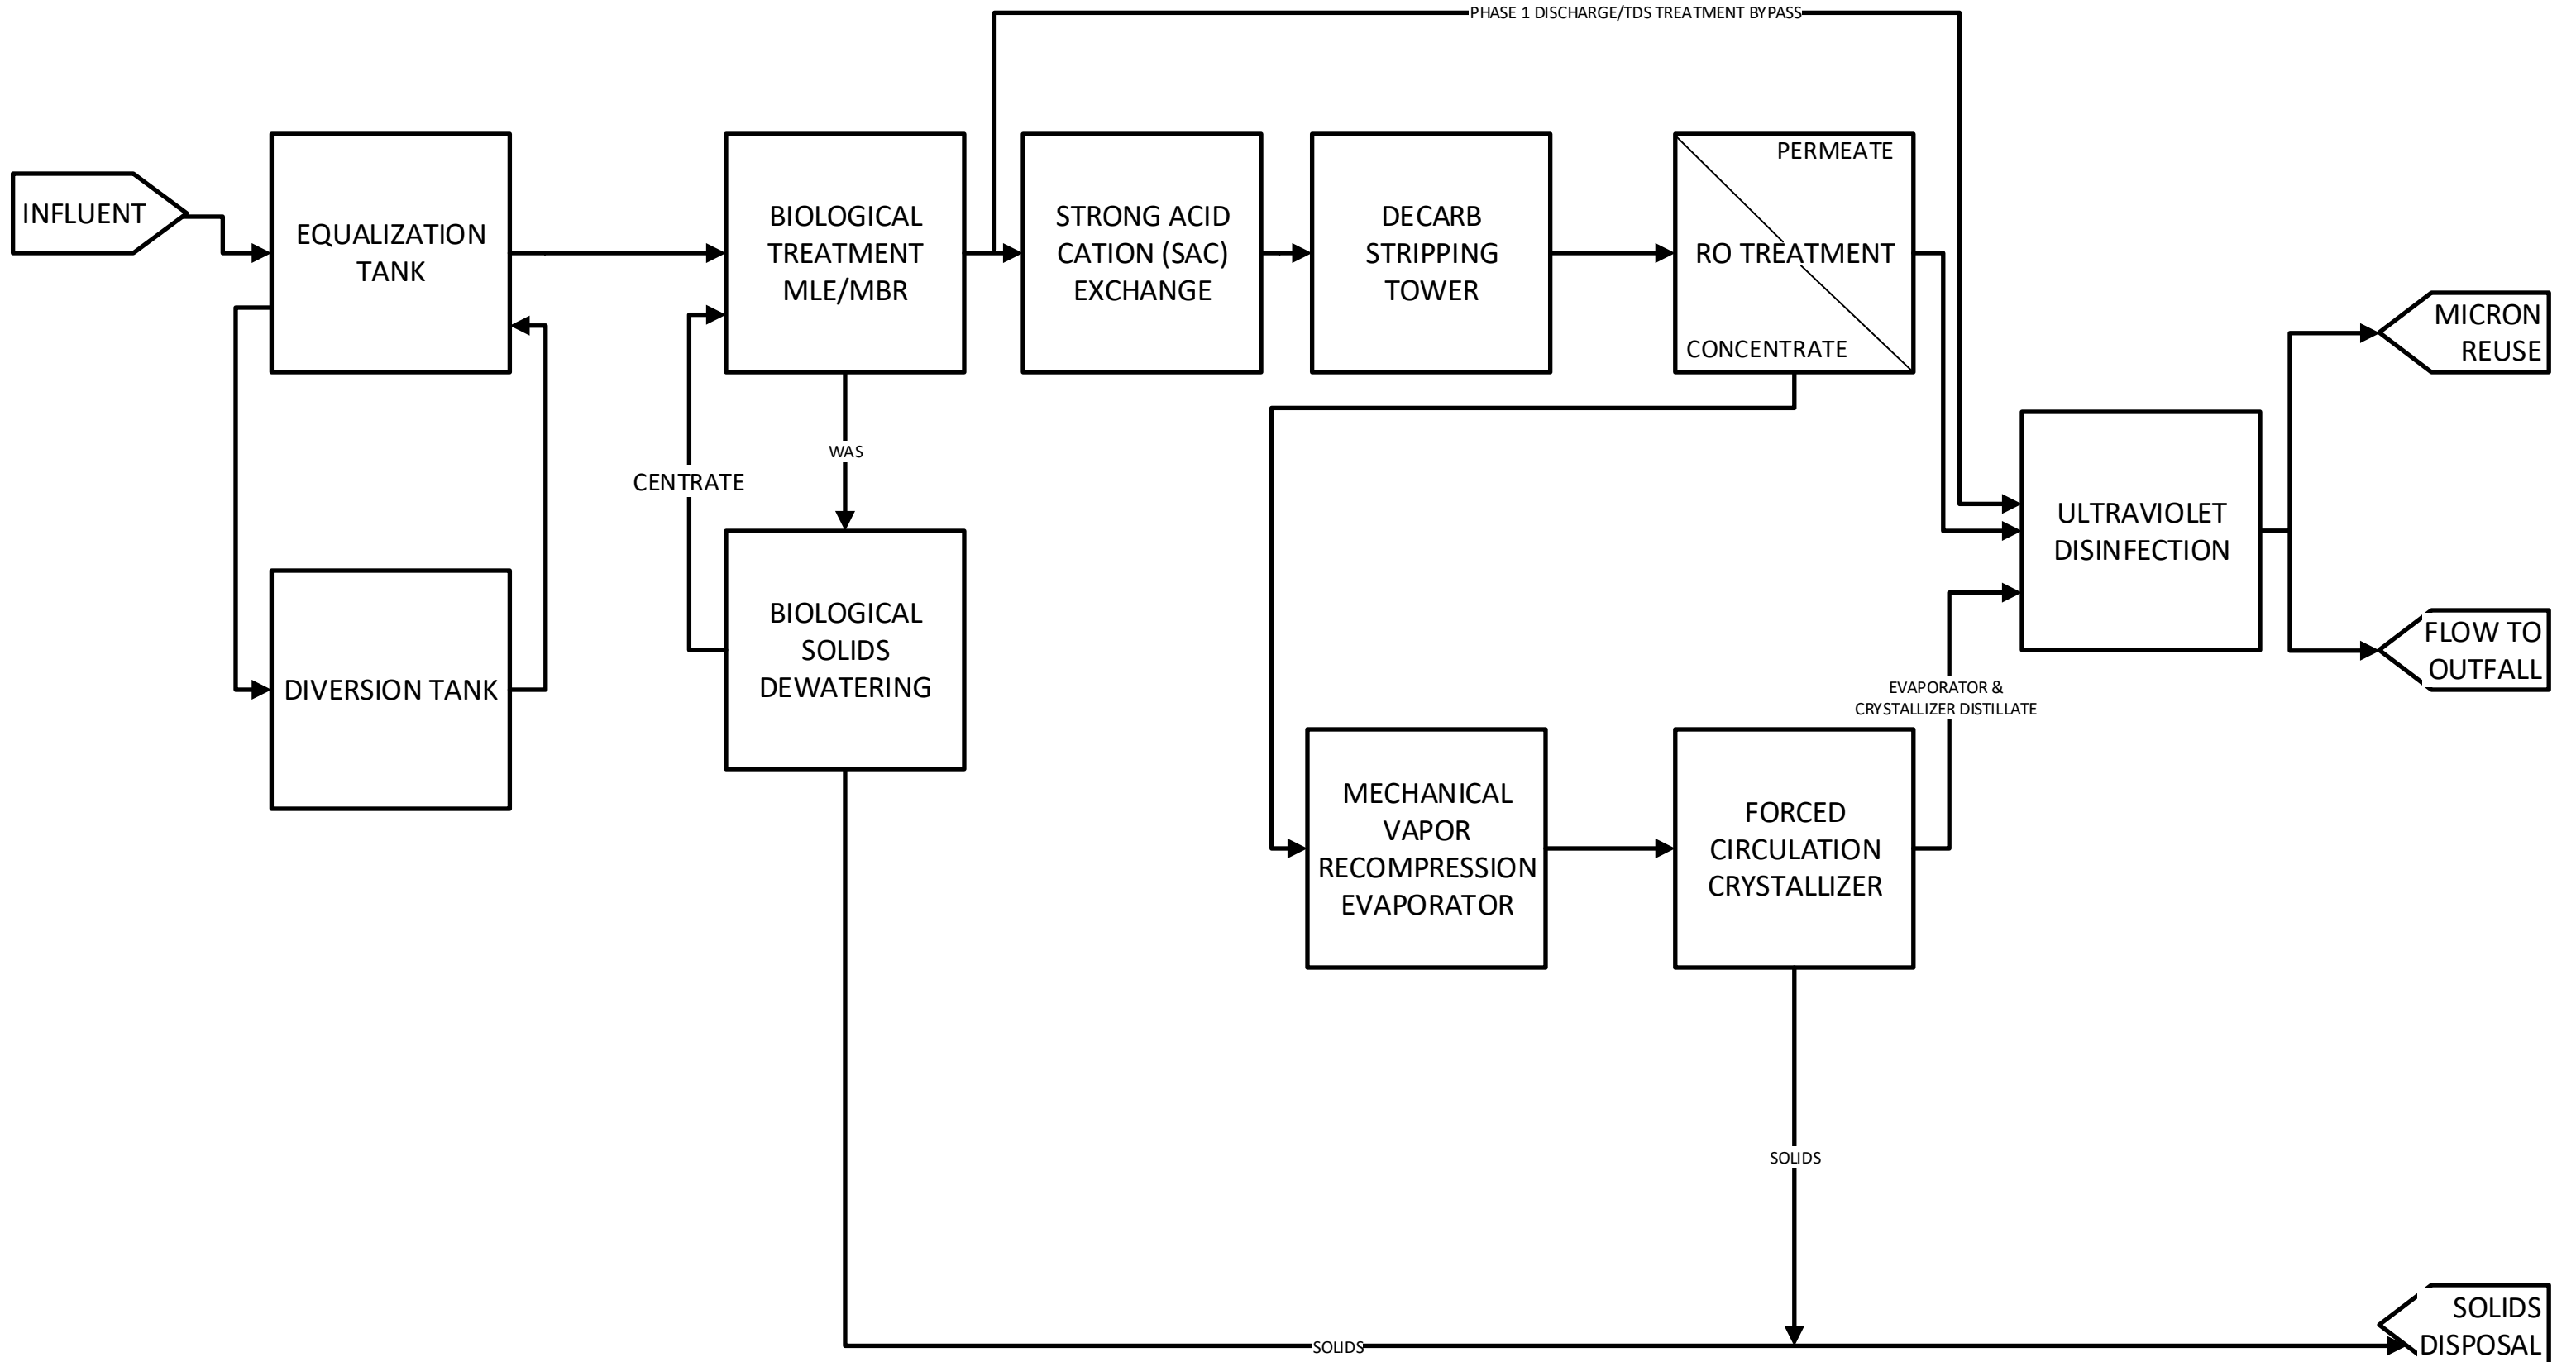 PHASE 1 DISCHARGE/TDS TREATMENT BYPASS
INFLUENT
EQUALIZATION
TANK
BIOLOGICAL
TREATMENT
MLE/MBR
STRONG ACID
CATION (SAC)
EXCHANGE
DECARB
STRIPPING
TOWER
PERMEATE
RO TREATMENT
CONCENTRATE
MICRON
REUSE
WAS
CENTRATE
ULTRAVIOLET
DISINFECTION
BIOLOGICAL
SOLIDS
DEWATERING
DIVERSION TANK
FLOW TO
OUTFALL
EVAPORATOR &
CRYSTALLIZER DISTILLATE
MECHANICAL
VAPOR
RECOMPRESSION
EVAPORATOR
FORCED
CIRCULATION
CRYSTALLIZER
SOLIDS
SOLIDS
SOLIDS
DISPOSAL